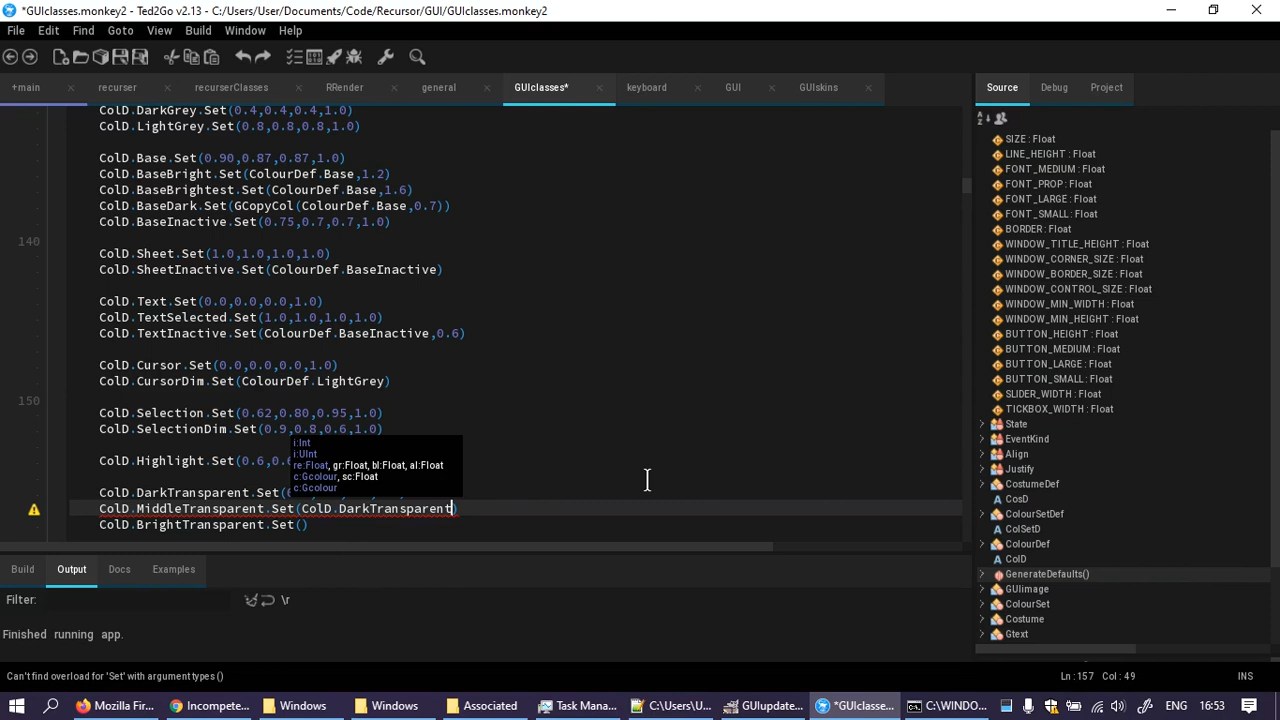 *GUIclasses.monkey2 - Ted2Go v2.13 - C:/Users/User/Documents/Code/Recursor/GUI/GUIclasses.monkey2
File Edit Find Goto View Build Window Help
+main recurser recurserClasses RRender general GUIclasses* keyboard GUI GUIskins Source Debug Project
ColD.DarkGrey.Set(0.4,0.4,0.4,1.0)
ColD.LightGrey.Set(0.8,0.8,0.8,1.0)
ColD.Base.Set(0.90,0.87,0.87,1.0)
ColD.BaseBright.Set(ColourDef.Base,1.2)
ColD.BaseBrightest.Set(ColourDef.Base,1.6)
ColD.BaseDark.Set(GCopyCol(ColourDef.Base,0.7))
ColD.BaseInactive.Set(0.75,0.7,0.7,1.0)
140
ColD.Sheet.Set(1.0,1.0,1.0,1.0)
ColD.SheetInactive.Set(ColourDef.BaseInactive)
ColD.Text.Set(0.0,0.0,0.0,1.0)
ColD.TextSelected.Set(1.0,1.0,1.0,1.0)
ColD.TextInactive.Set(ColourDef.BaseInactive,0.6)
ColD.Cursor.Set(0.0,0.0,0.0,1.0)
ColD.CursorDim.Set(ColourDef.LightGrey)
150
ColD.Selection.Set(0.62,0.80,0.95,1.0)
ColD.SelectionDim.Set(0.9,0.8,0.6,1.0)
ColD.Highlight.Set(0.6,0.6
i:Int
i:UInt
re:Float, gr:Float, bl:Float, al:Float
c:Gcolour, sc:Float
c:Gcolour
ColD.DarkTransparent.Set(
ColD.MiddleTransparent.Set(ColD.DarkTransparent)
ColD.BrightTransparent.Set()
SIZE : Float
LINE_HEIGHT : Float
FONT_MEDIUM : Float
FONT_PROP : Float
FONT_LARGE : Float
FONT_SMALL : Float
BORDER : Float
WINDOW_TITLE_HEIGHT : Float
WINDOW_CORNER_SIZE : Float
WINDOW_BORDER_SIZE : Float
WINDOW_CONTROL_SIZE : Float
WINDOW_MIN_WIDTH : Float
WINDOW_MIN_HEIGHT : Float
BUTTON_HEIGHT : Float
BUTTON_MEDIUM : Float
BUTTON_LARGE : Float
BUTTON_SMALL : Float
SLIDER_WIDTH : Float
TICKBOX_WIDTH : Float
State
EventKind
Align
Justify
CostumeDef
CosD
ColourSetDef
ColSetD
ColourDef
ColD
GenerateDefaults()
GUIimage
ColourSet
Costume
Gtext
Build Output Docs Examples
Filter: \r
Finished running app.
Can't find overload for 'Set' with argument types () Ln:157 Col:49 INS
Mozilla Fir... Incompete... Windows Windows Associated Task Mana... C:\Users\U... GUIupdate... *GUIclasse... C:\WINDO... ENG 16:53